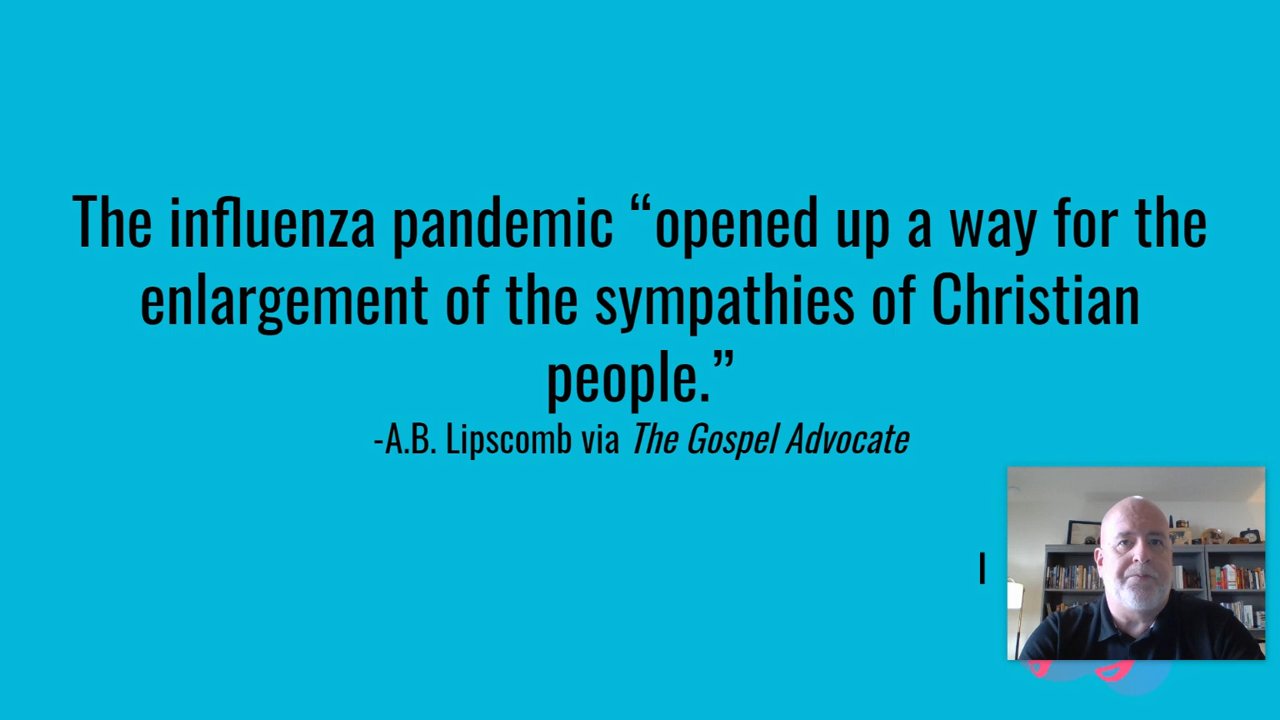 The influenza pandemic “opened up a way for the
enlargement of the sympathies of Christian
people.”
-A.B. Lipscomb via The Gospel Advocate
I